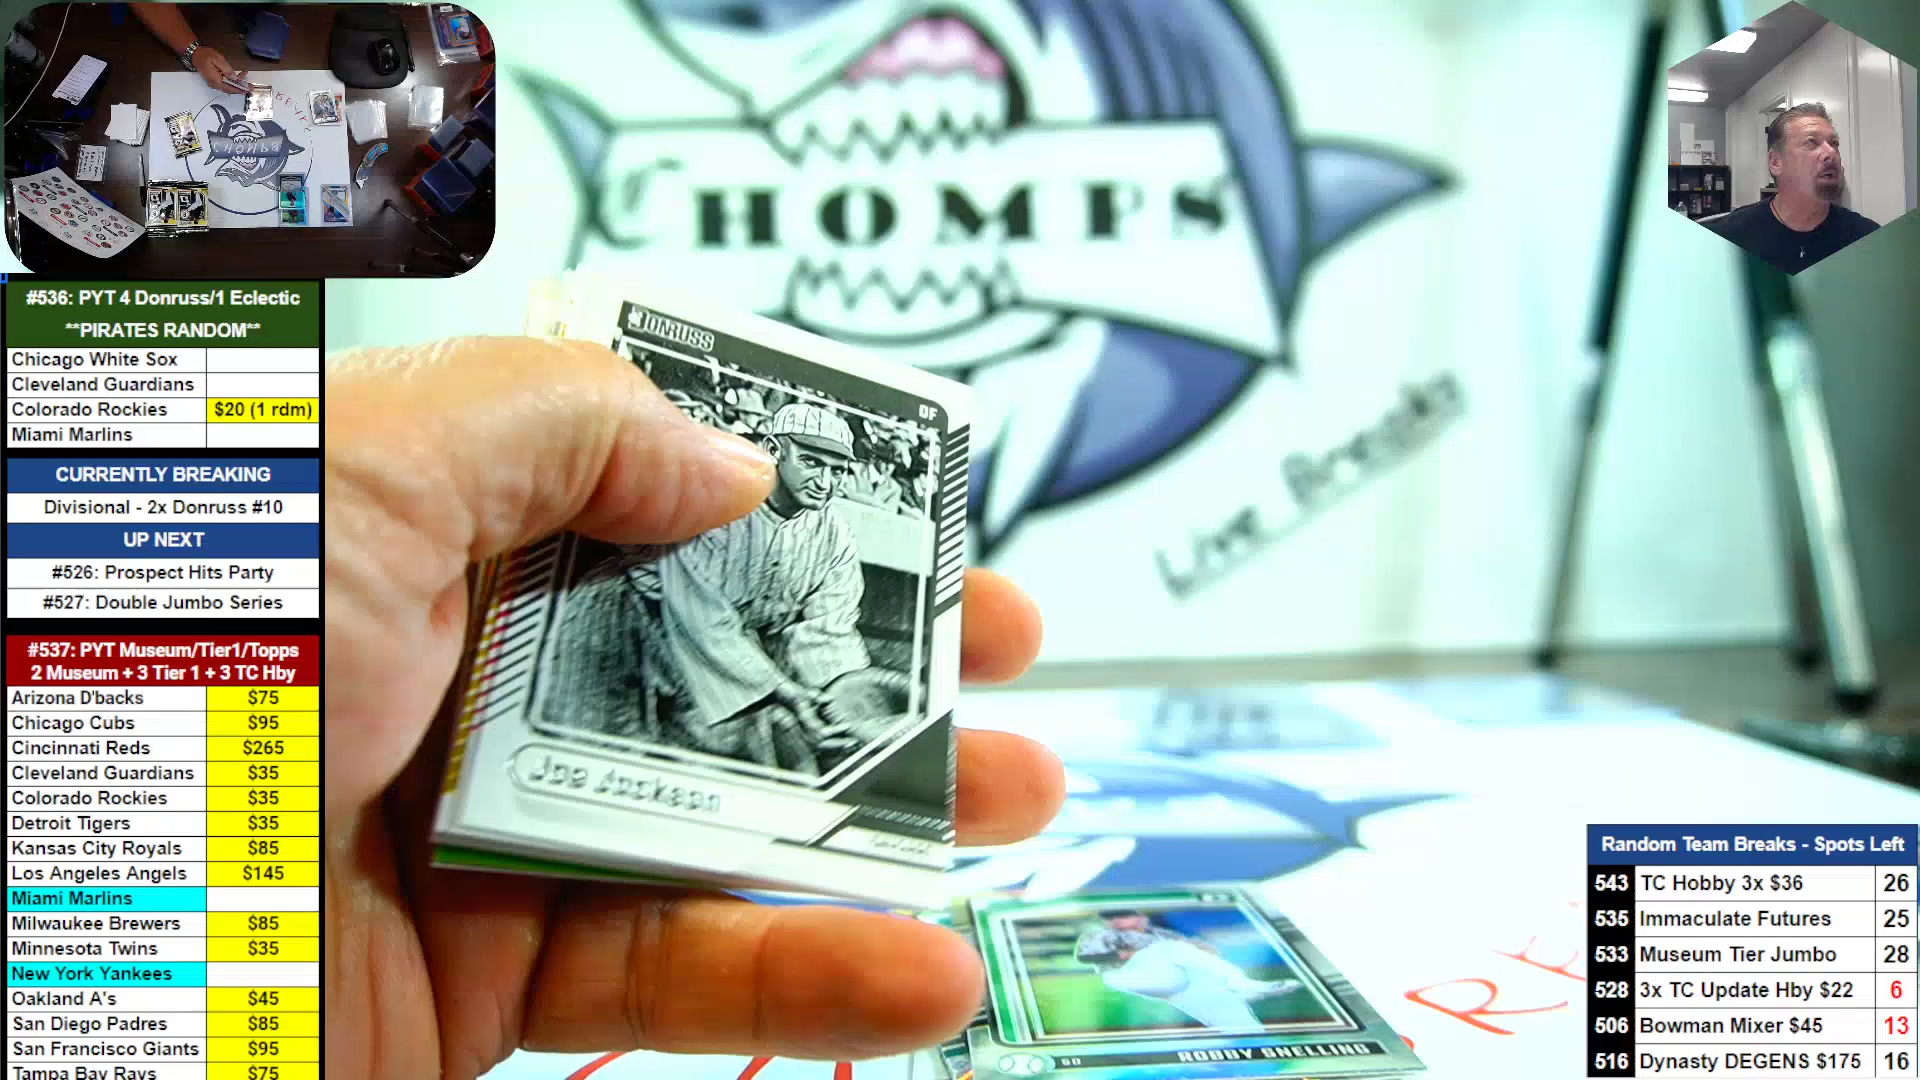 #536: PYT 4 Donruss/1 Eclectic
**PIRATES RANDOM**
Chicago White Sox
Cleveland Guardians
Colorado Rockies $20 (1 rdm)
Miami Marlins
CURRENTLY BREAKING
Divisional - 2x Donruss #10
UP NEXT
#526: Prospect Hits Party
#527: Double Jumbo Series
#537: PYT Museum/Tier1/Topps
2 Museum + 3 Tier 1 + 3 TC Hby
Arizona D'backs $75
Chicago Cubs $95
Cincinnati Reds $265
Cleveland Guardians $35
Colorado Rockies $35
Detroit Tigers $35
Kansas City Royals $85
Los Angeles Angels $145
Miami Marlins
Milwaukee Brewers $85
Minnesota Twins $35
New York Yankees
Oakland A's $45
San Diego Padres $85
San Francisco Giants $95
Tampa Bay Rays $75
CHOMPS
Live Breaks
DONRUSS
OF
Joe Jackson
ROBBY SNELLING
Random Team Breaks - Spots Left
543 TC Hobby 3x $36 26
535 Immaculate Futures 25
533 Museum Tier Jumbo 28
528 3x TC Update Hby $22 6
506 Bowman Mixer $45 13
516 Dynasty DEGENS $175 16